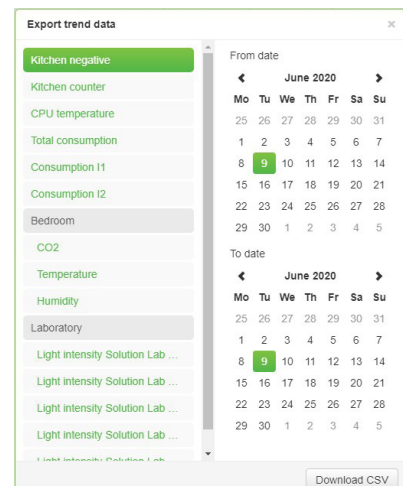 Export trend data ×
Kitchen negative
Kitchen counter
CPU temperature
Total consumption
Consumption I1
Consumption I2
Bedroom
CO2
Temperature
Humidity
Laboratory
Light intensity Solution Lab ...
Light intensity Solution Lab ...
Light intensity Solution Lab ...
Light intensity Solution Lab ...
Light intensity Solution Lab
From date
June 2020
Mo Tu We Th Fr Sa Su
25 26 27 28 29 30 31
1 2 3 4 5 6 7
8 9 10 11 12 13 14
15 16 17 18 19 20 21
22 23 24 25 26 27 28
29 30 1 2 3 4 5
To date
June 2020
Mo Tu We Th Fr Sa Su
25 26 27 28 29 30 31
1 2 3 4 5 6 7
8 9 10 11 12 13 14
15 16 17 18 19 20 21
22 23 24 25 26 27 28
29 30 1 2 3 4 5
Download CSV